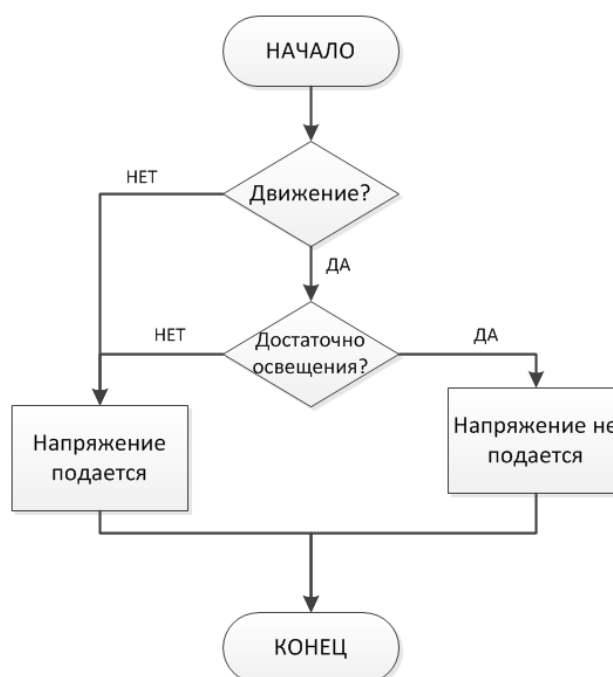 НАЧАЛО
НЕТ
Движение?
ДА
НЕТ
Достаточно
освещения?
ДА
Напряжение
подается
Напряжение не
подается
КОНЕЦ